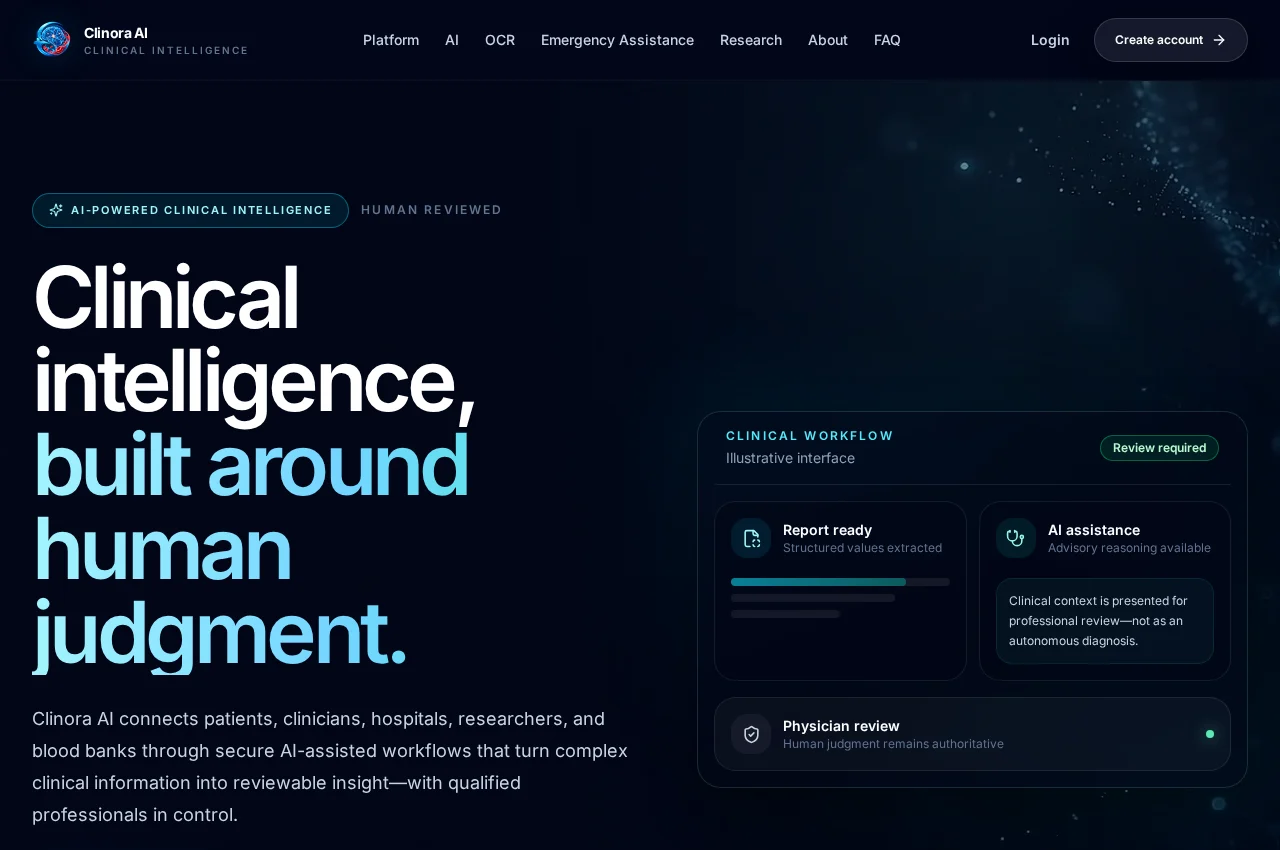 Clinora AI
CLINICAL INTELLIGENCE
Platform
AI
OCR
Emergency Assistance
Research
About
FAQ
Login
Create account
AI-POWERED CLINICAL INTELLIGENCE
HUMAN REVIEWED
Clinical
intelligence,
built around
human
judgment.
Clinora AI connects patients, clinicians, hospitals, researchers, and
blood banks through secure AI-assisted workflows that turn complex
clinical information into reviewable insight—with qualified
professionals in control.
CLINICAL WORKFLOW
Illustrative interface
Review required
Report ready
Structured values extracted
AI assistance
Advisory reasoning available
Clinical context is presented for
professional review—not as an
autonomous diagnosis.
Physician review
Human judgment remains authoritative